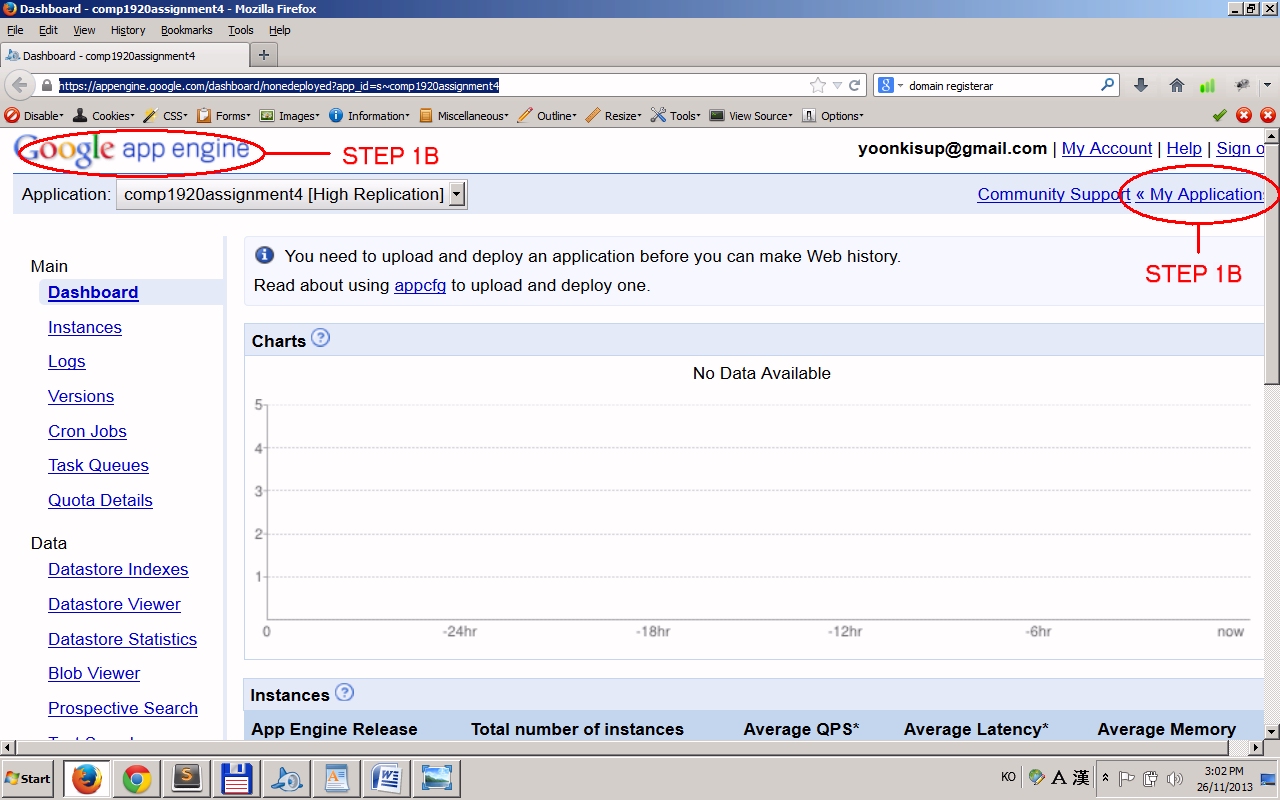 Dashboard - comp1920assignment4 - Mozilla Firefox
File Edit View History Bookmarks Tools Help
Dashboard - comp1920assignment4
https://appengine.google.com/dashboard/nonedeployed?app_id=s~comp1920assignment4
domain registerar
Disable Cookies CSS Forms Images Information Miscellaneous Outline Resize Tools View Source Options
Google app engine
STEP 1B
yoonkisup@gmail.com | My Account | Help | Sign o
Application: comp1920assignment4 [High Replication]
Community Support « My Applications
STEP 1B
Main
Dashboard
Instances
Logs
Versions
Cron Jobs
Task Queues
Quota Details
Data
Datastore Indexes
Datastore Viewer
Datastore Statistics
Blob Viewer
Prospective Search
You need to upload and deploy an application before you can make Web history.
Read about using appcfg to upload and deploy one.
Charts ?
No Data Available
5
4
3
2
1
0 -24hr -18hr -12hr -6hr now
Instances ?
App Engine Release Total number of instances Average QPS* Average Latency* Average Memory
Start
KO A 漢
3:02 PM
26/11/2013